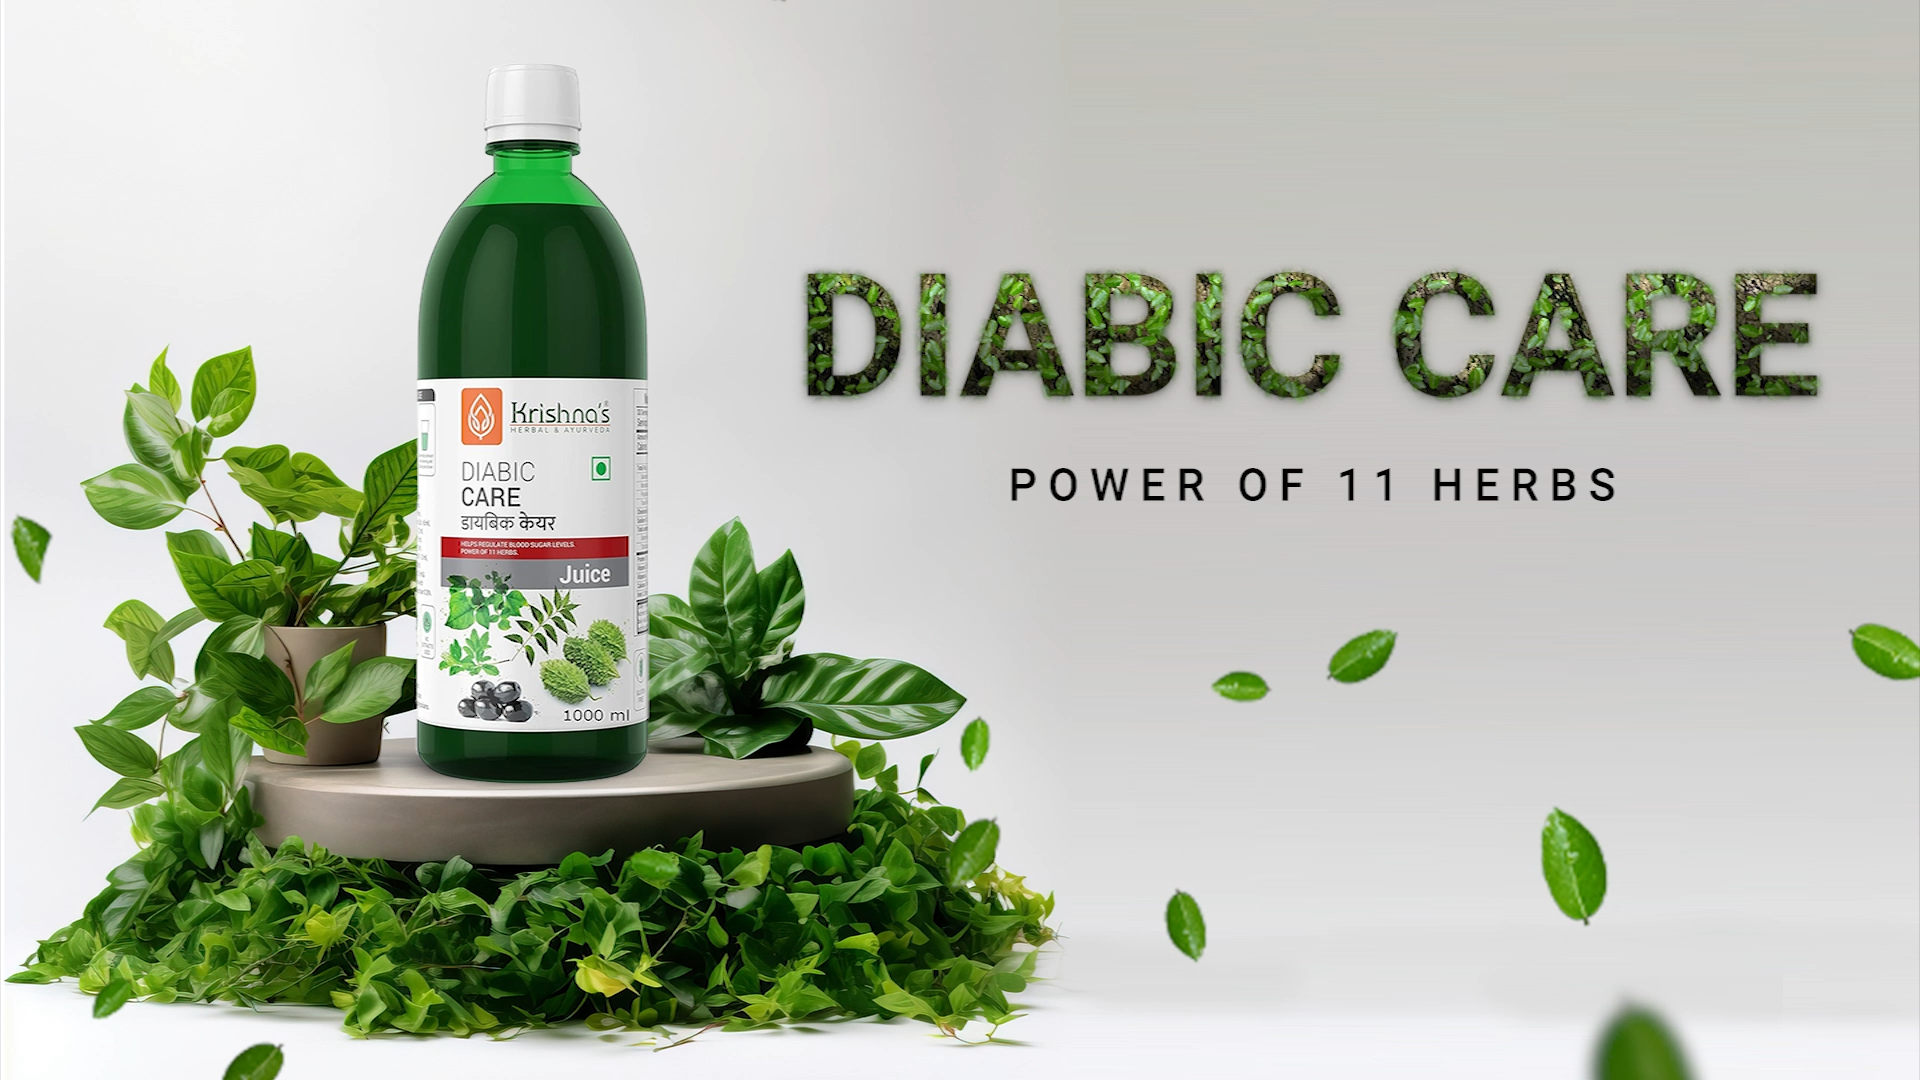 DIABIC CARE
POWER OF 11 HERBS
Krishna's®
HERBAL & AYURVEDA
DIABIC
CARE
डायबिक केयर
HELPS REGULATE BLOOD SUGAR LEVELS.
POWER OF 11 HERBS.
Juice
1000 ml